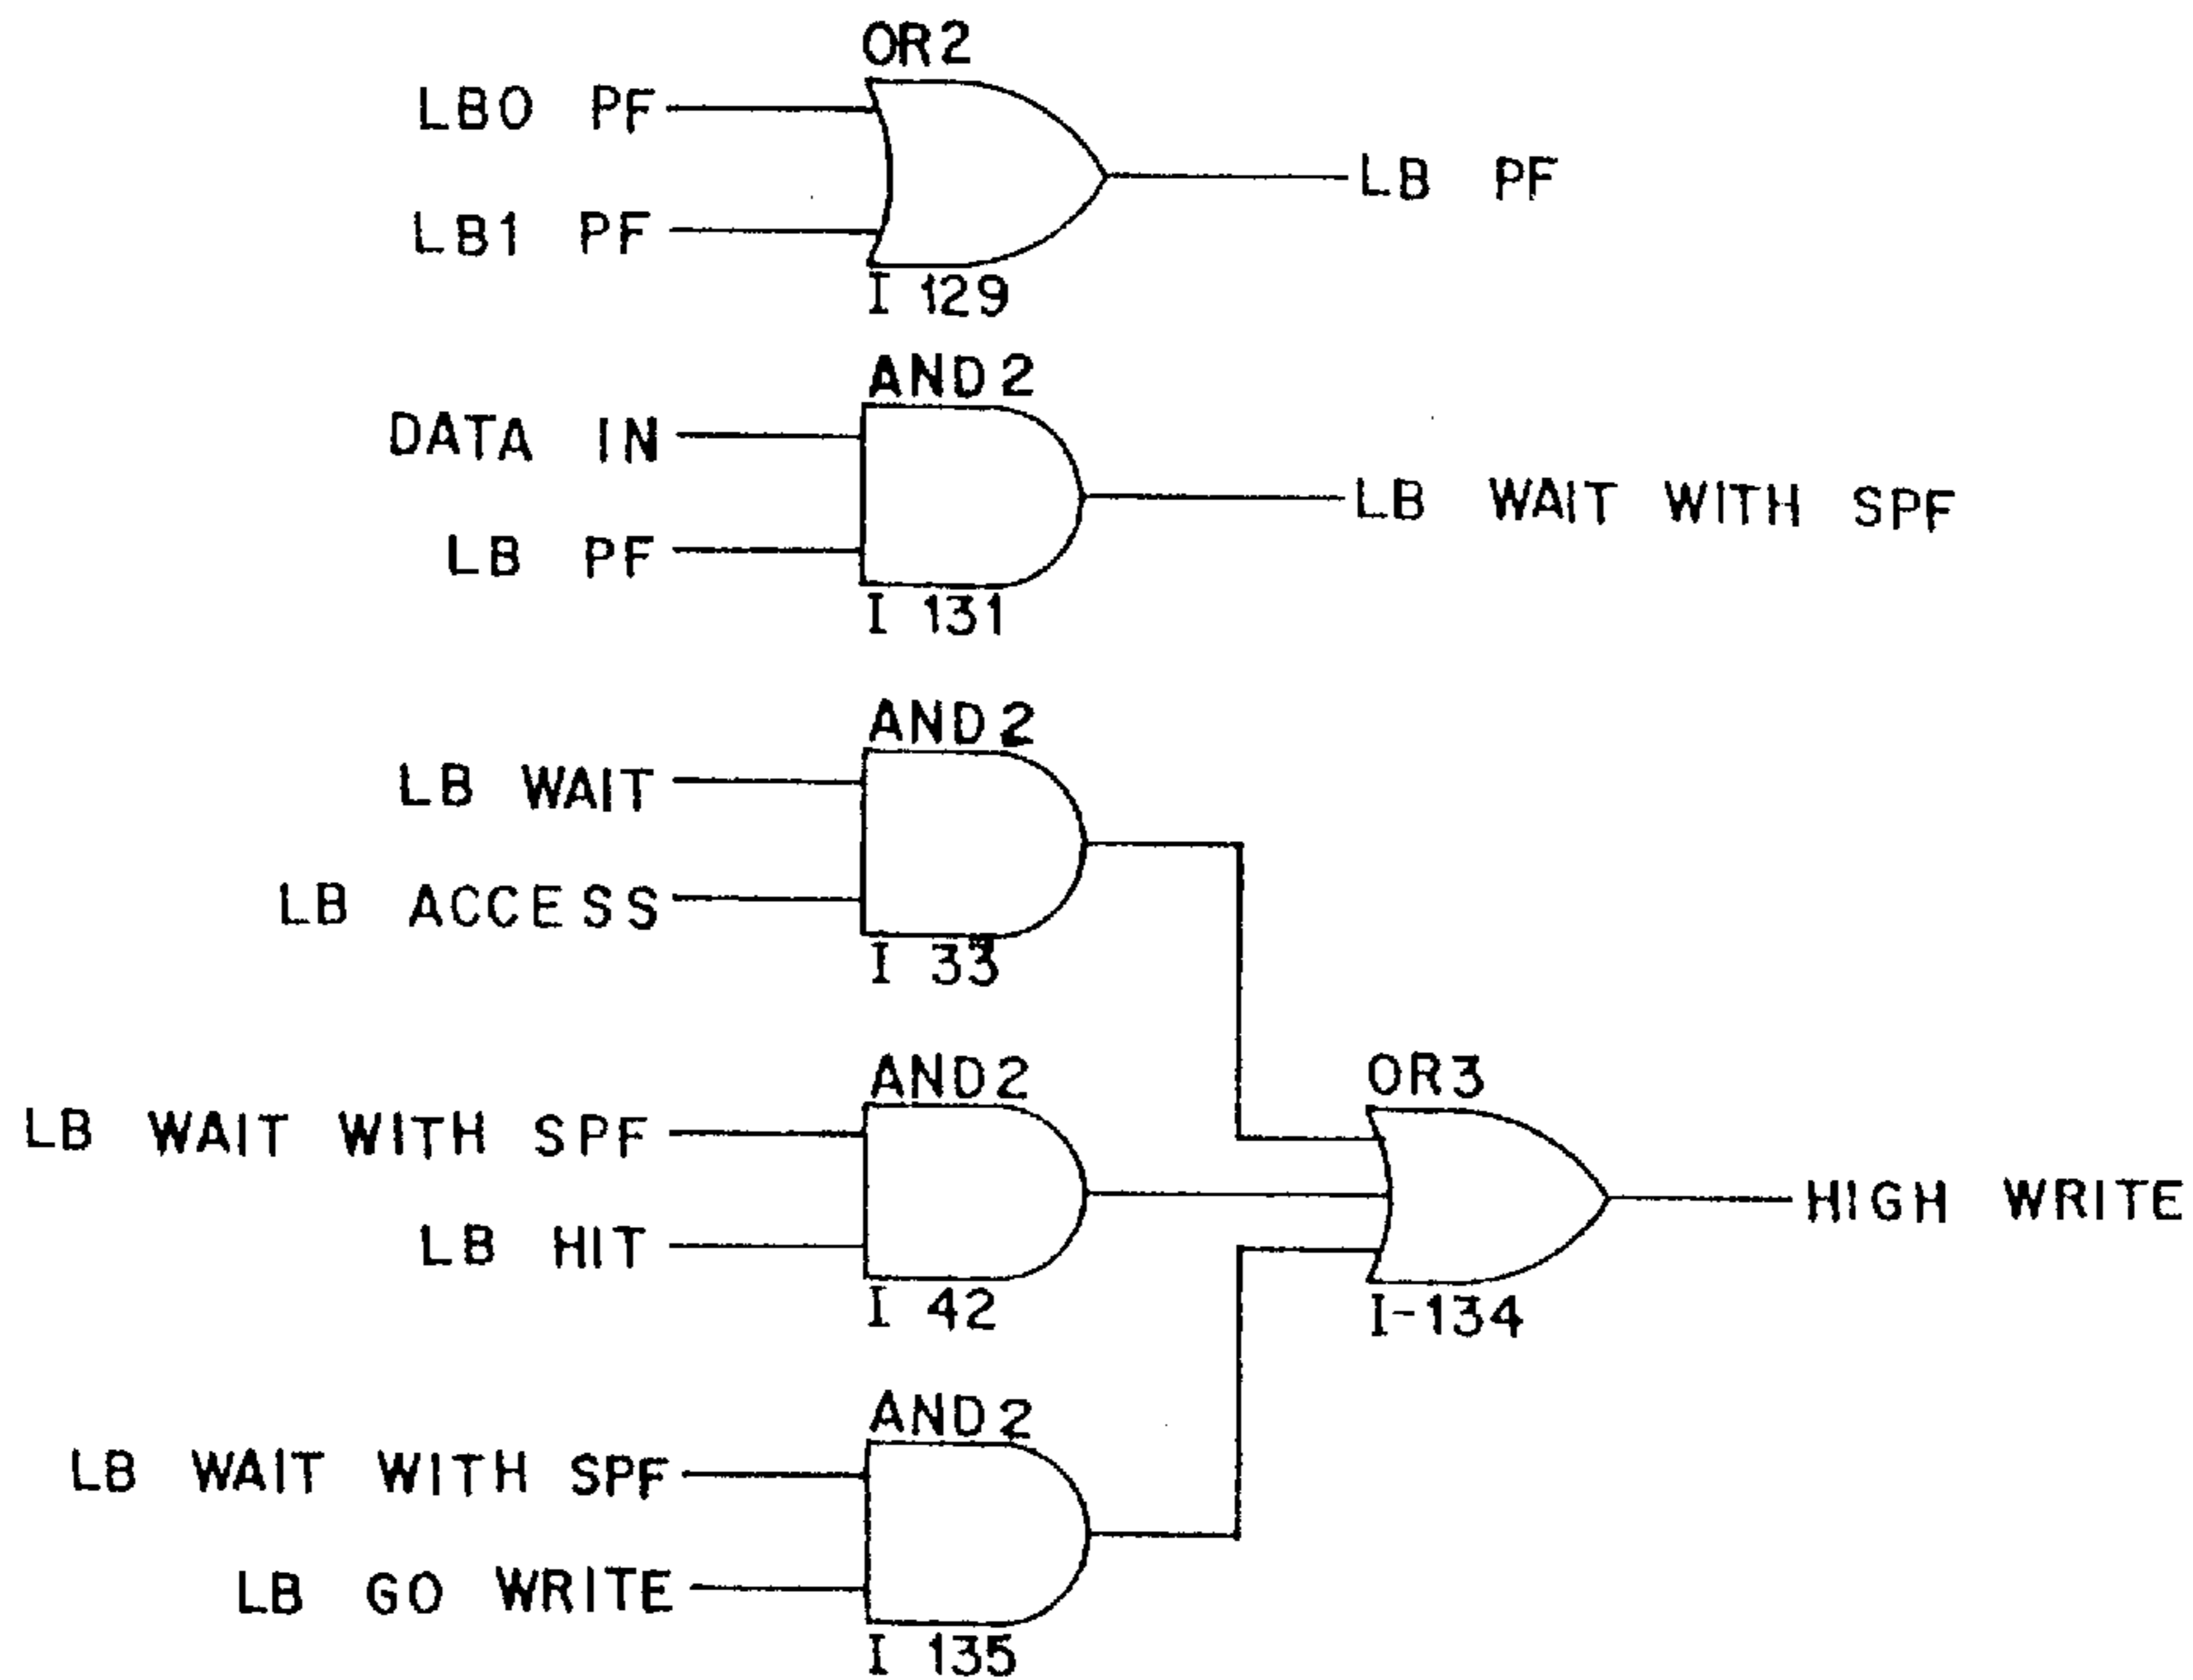 OR2
LB0 PF
LB PF
LB1 PF
I 129
AND2
DATA IN
LB WAIT WITH SPF
LB PF
I 131
AND2
LB WAIT
LB ACCESS
I 33
AND2
OR3
LB WAIT WITH SPF
HIGH WRITE
LB HIT
I 42
I-134
AND2
LB WAIT WITH SPF
LB GO WRITE
I 135